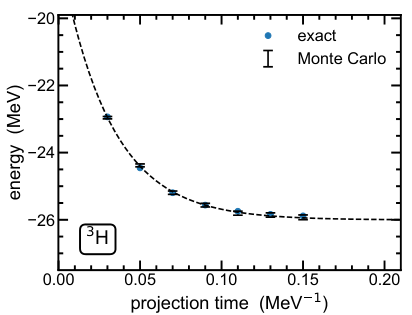 −20
−22
−24
−26
energy (MeV)
exact
Monte Carlo
³H
0.00 0.05 0.10 0.15 0.20
projection time (MeV⁻¹)